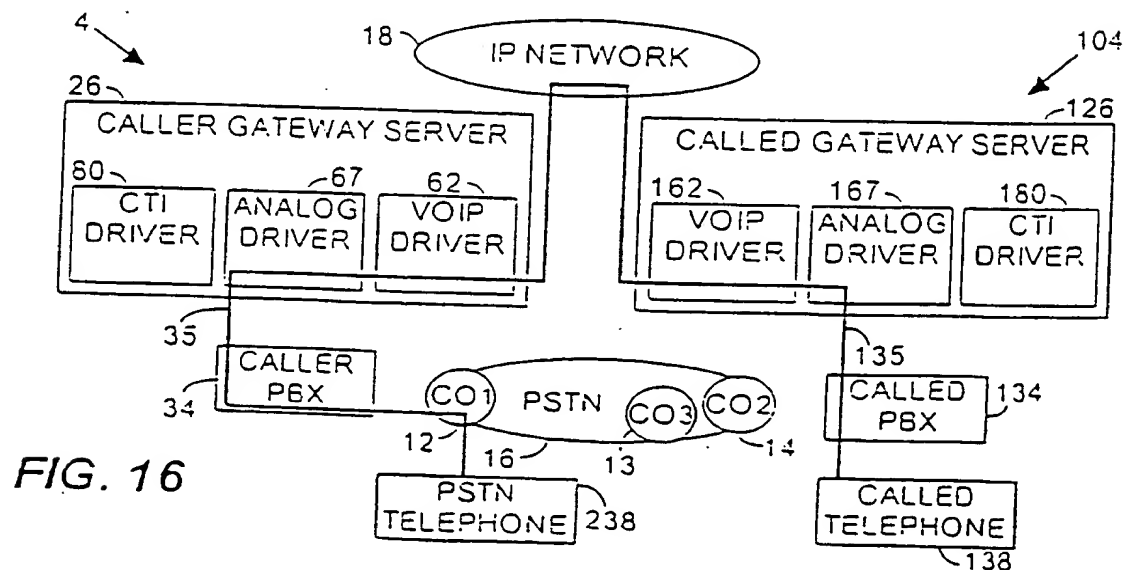 4
18
IP NETWORK
104
26
CALLER GATEWAY SERVER
80
CTI
DRIVER
67
ANALOG
DRIVER
62
VOIP
DRIVER
126
CALLED GATEWAY SERVER
162
VOIP
DRIVER
167
ANALOG
DRIVER
180
CTI
DRIVER
35
135
34
CALLER
PBX
CO1
PSTN
CO3
CO2
12
16
13
14
CALLED
PBX
134
FIG. 16
PSTN
TELEPHONE
238
CALLED
TELEPHONE
138